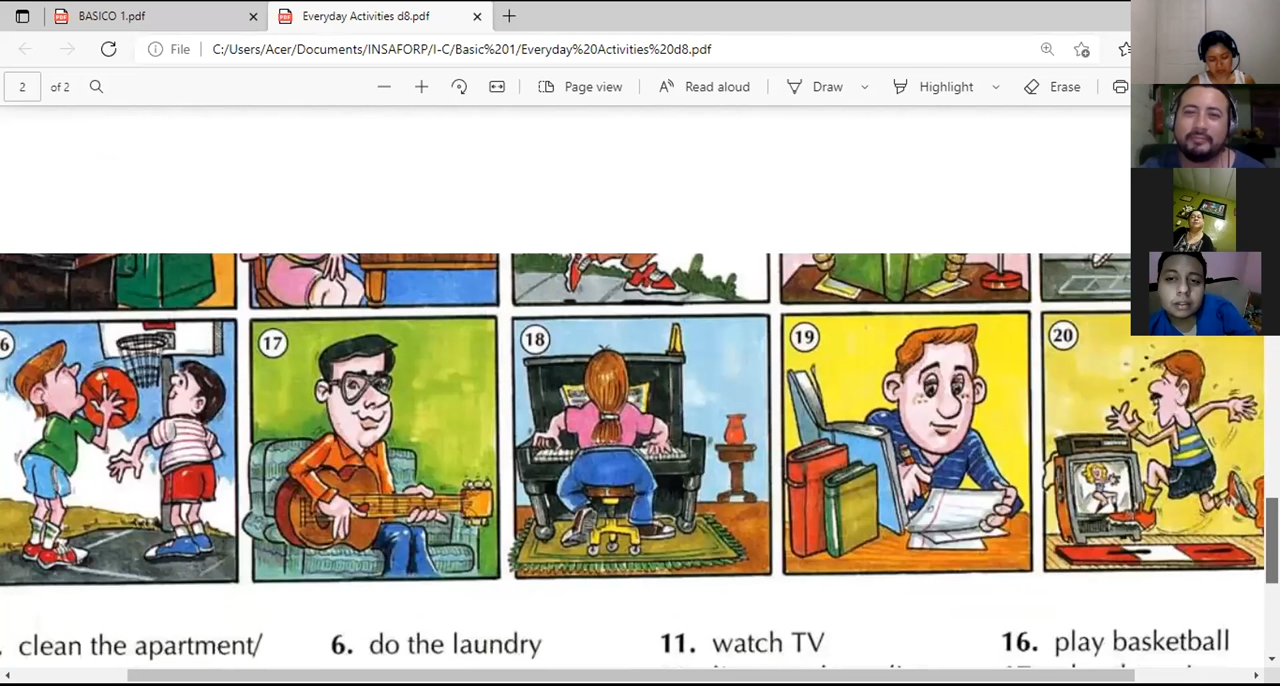 BASICO 1.pdf
Everyday Activities d8.pdf
File C:/Users/Acer/Documents/INSAFORP/I-C/Basic%201/Everyday%20Activities%20d8.pdf
2 of 2 Page view Read aloud Draw Highlight Erase
6 17 18 19 20
clean the apartment/ 6. do the laundry 11. watch TV 16. play basketball